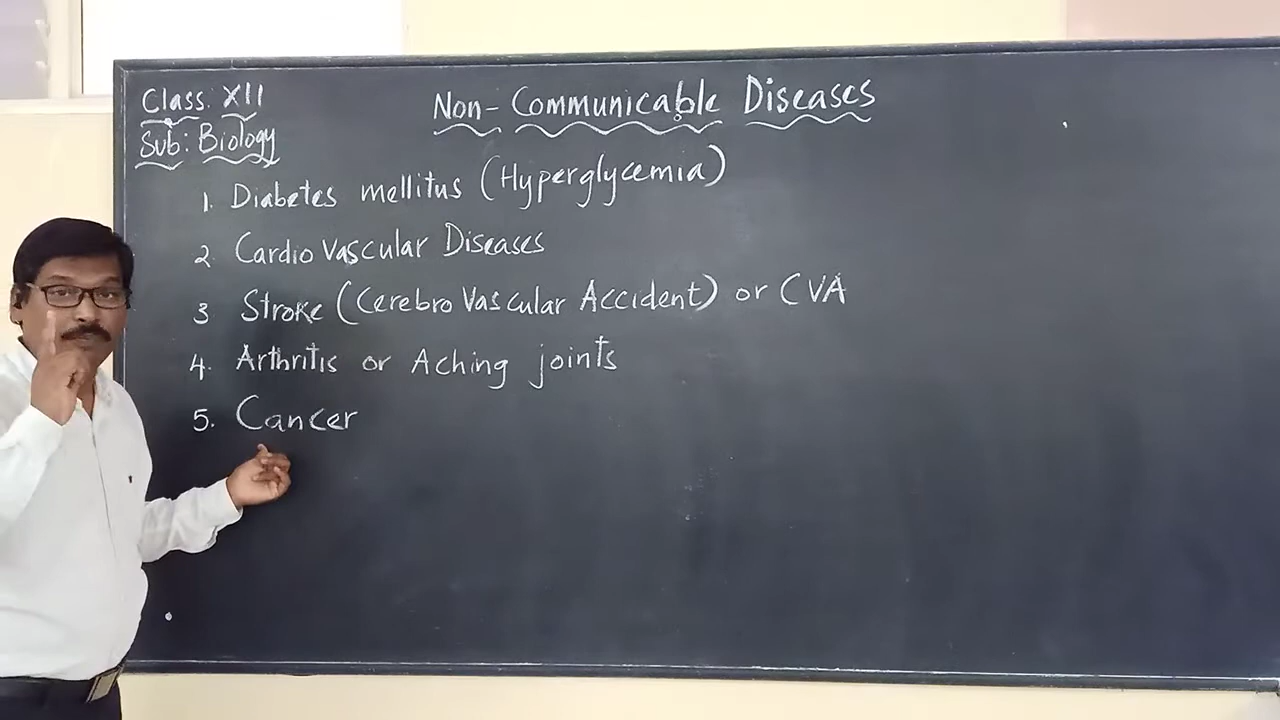 Class: XII
Sub: Biology
Non-Communicable Diseases
1. Diabetes mellitus (Hyperglycemia)
2 Cardio Vascular Diseases
3 Stroke (Cerebro Vascular Accident) or CVA
4. Arthritis or Aching joints
5. Cancer